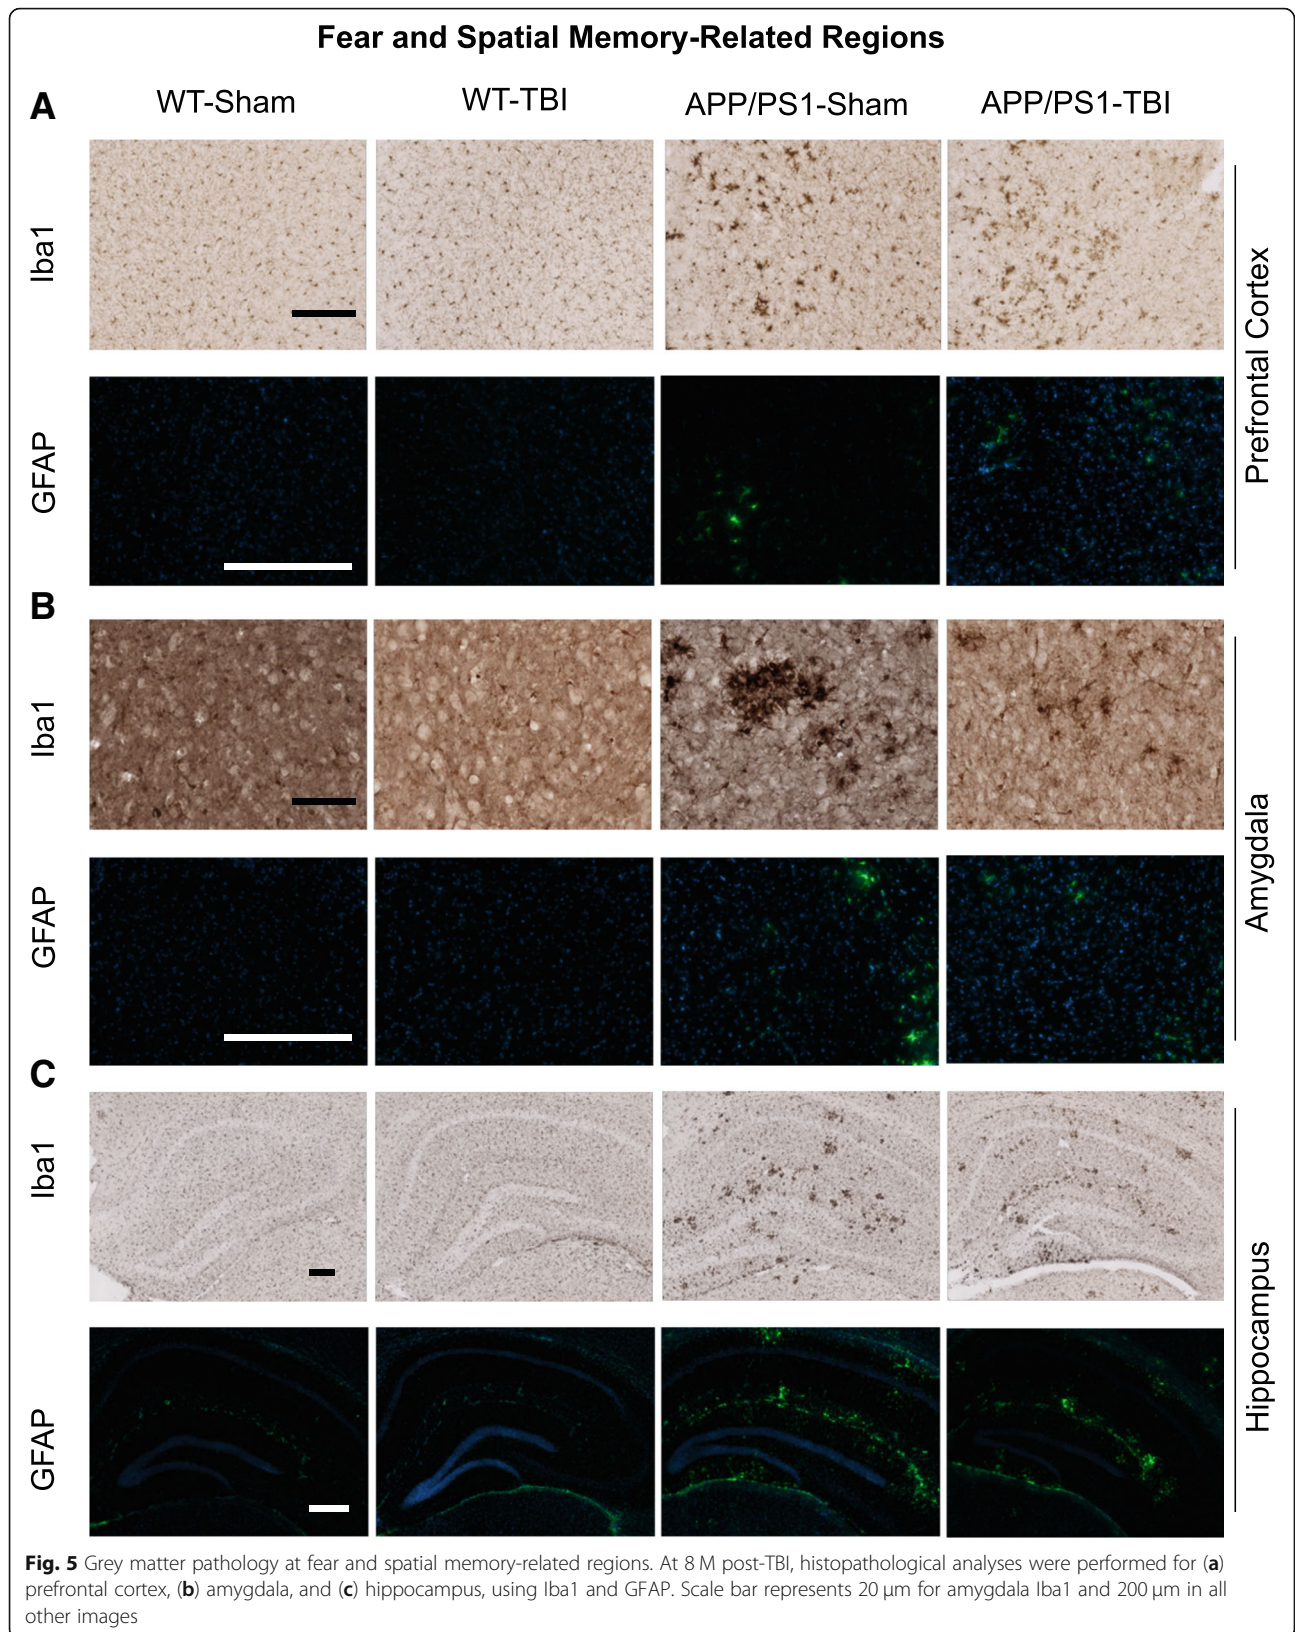 Fear and Spatial Memory-Related Regions
A
WT-Sham
WT-TBI
APP/PS1-Sham
APP/PS1-TBI
Iba1
GFAP
Prefrontal Cortex
B
Iba1
GFAP
Amygdala
C
Iba1
GFAP
Hippocampus
Fig. 5 Grey matter pathology at fear and spatial memory-related regions. At 8 M post-TBI, histopathological analyses were performed for (a)
prefrontal cortex, (b) amygdala, and (c) hippocampus, using Iba1 and GFAP. Scale bar represents 20 μm for amygdala Iba1 and 200 μm in all
other images